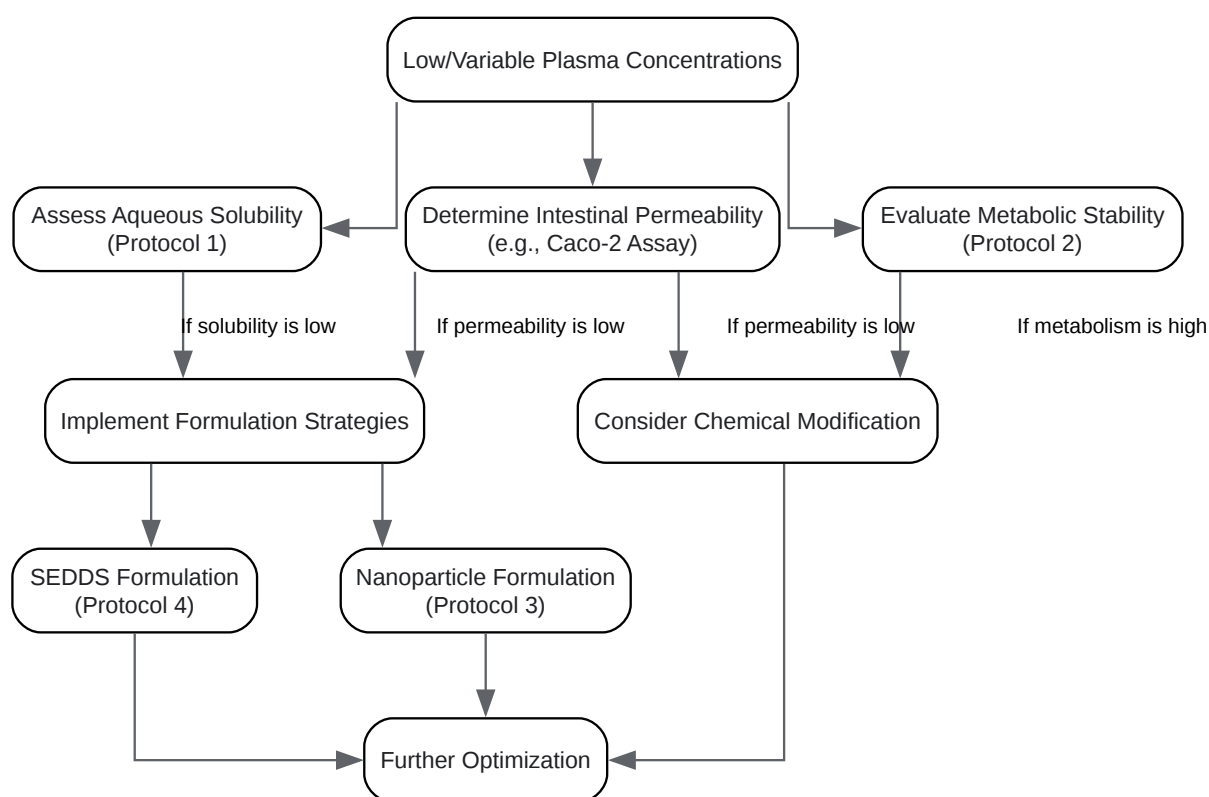 Low/Variable Plasma Concentrations
Assess Aqueous Solubility
(Protocol 1)
Determine Intestinal Permeability
(e.g., Caco-2 Assay)
Evaluate Metabolic Stability
(Protocol 2)
If solubility is low
If permeability is low
If permeability is low
If metabolism is high
Implement Formulation Strategies
Consider Chemical Modification
SEDDS Formulation
(Protocol 4)
Nanoparticle Formulation
(Protocol 3)
Further Optimization